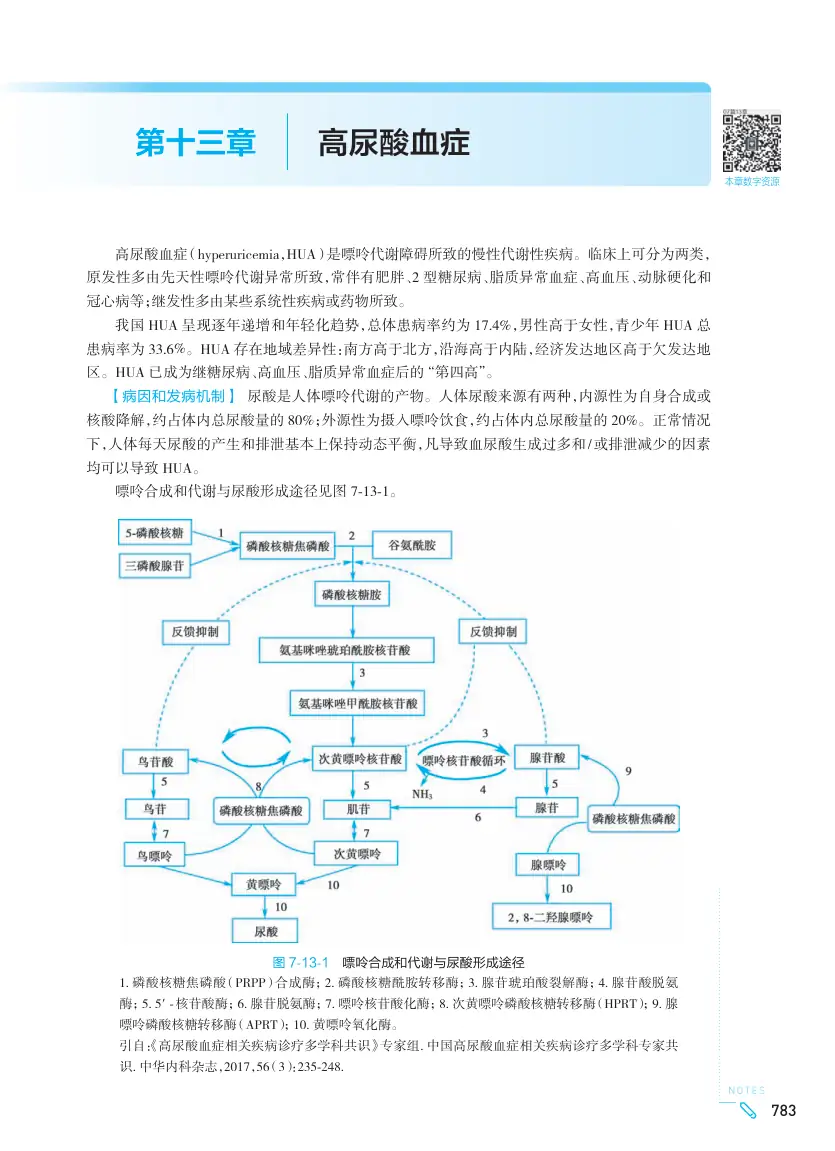 07第13章
本章数字资源
第十三章
高尿酸血症
高尿酸血症（hyperuricemia,HUA）是嘌呤代谢障碍所致的慢性代谢性疾病。临床上可分为两类，
原发性多由先天性嘌呤代谢异常所致，常伴有肥胖、2 型糖尿病、脂质异常血症、高血压、动脉硬化和
冠心病等；继发性多由某些系统性疾病或药物所致。
我国 HUA 呈现逐年递增和年轻化趋势，总体患病率约为 17.4%，男性高于女性，青少年 HUA 总
患病率为 33.6%。HUA 存在地域差异性：南方高于北方，沿海高于内陆，经济发达地区高于欠发达地
区。HUA 已成为继糖尿病、高血压、脂质异常血症后的“第四高”。
【病因和发病机制】 尿酸是人体嘌呤代谢的产物。人体尿酸来源有两种，内源性为自身合成或
核酸降解，约占体内总尿酸量的 80%；外源性为摄入嘌呤饮食，约占体内总尿酸量的 20%。正常情况
下，人体每天尿酸的产生和排泄基本上保持动态平衡，凡导致血尿酸生成过多和/或排泄减少的因素
均可以导致 HUA。
嘌呤合成和代谢与尿酸形成途径见图 7-13-1。
5-磷酸核糖
1
2
磷酸核糖焦磷酸
谷氨酰胺
三磷酸腺苷
磷酸核糖胺
反馈抑制
反馈抑制
氨基咪唑琥珀酰胺核苷酸
3
氨基咪唑甲酰胺核苷酸
3
鸟苷酸
次黄嘌呤核苷酸
嘌呤核苷酸循环
腺苷酸
9
5
8
5
NH₃
4
5
鸟苷
磷酸核糖焦磷酸
肌苷
6
腺苷
磷酸核糖焦磷酸
7
7
鸟嘌呤
次黄嘌呤
腺嘌呤
黄嘌呤
10
10
10
2，8-二羟腺嘌呤
尿酸
图 7-13-1 嘌呤合成和代谢与尿酸形成途径
1. 磷酸核糖焦磷酸（PRPP）合成酶；2. 磷酸核糖酰胺转移酶；3. 腺苷琥珀酸裂解酶；4. 腺苷酸脱氨
酶；5. 5′ - 核苷酸酶；6. 腺苷脱氨酶；7. 嘌呤核苷酸化酶；8. 次黄嘌呤磷酸核糖转移酶（HPRT）；9. 腺
嘌呤磷酸核糖转移酶（APRT）；10. 黄嘌呤氧化酶。
引自：《高尿酸血症相关疾病诊疗多学科共识》专家组. 中国高尿酸血症相关疾病诊疗多学科专家共
识. 中华内科杂志，2017，56（3）：235-248.
NOTES
783